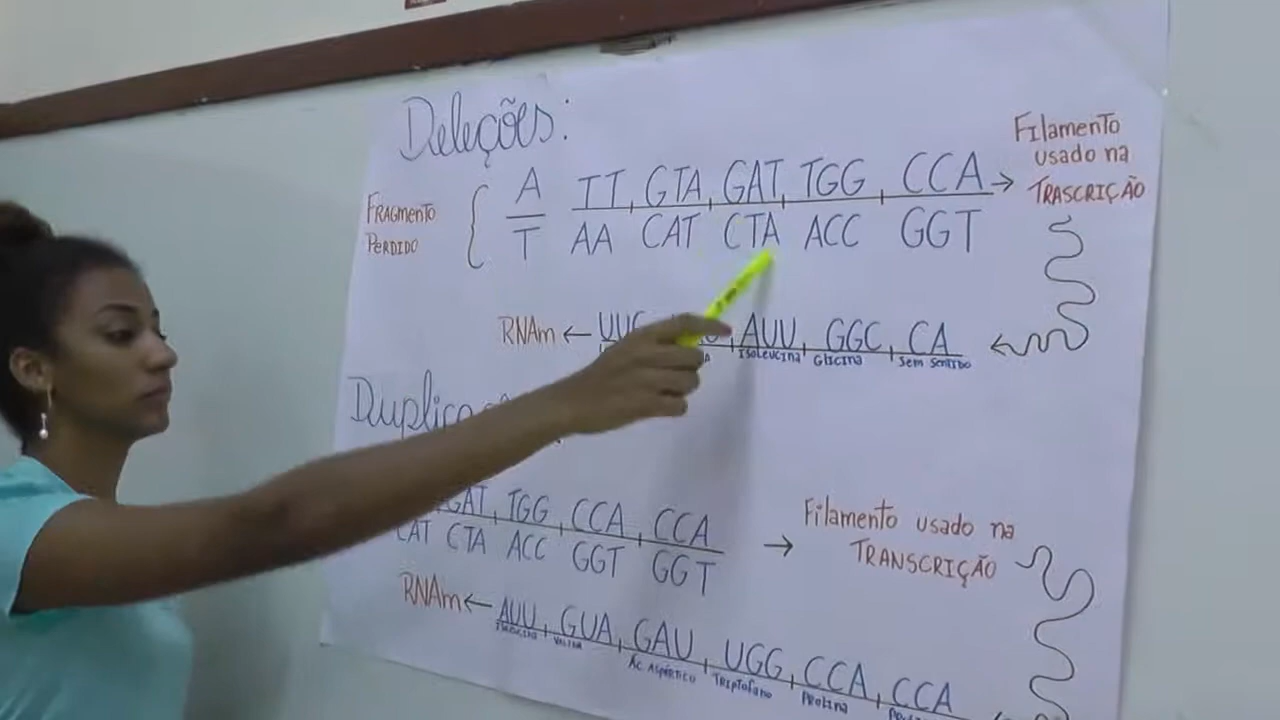 Deleções:
FRAGMENTO PERDIDO { A TT, GTA, GAT, TGG, CCA →
T AA CAT CTA ACC GGT
Filamento
usado na
TRASCRIÇÃO
RNAm ← UUG AUU, GGC, CA
Isoleucina Glicina Sem Sentido
GAT, TGG, CCA, CCA
CAT CTA ACC GGT GGT
→ Filamento usado na
TRANSCRIÇÃO
RNAm ← AUU, GUA, GAU, UGG, CCA, CCA
Valina Ác Aspártico Triptofano Prolina